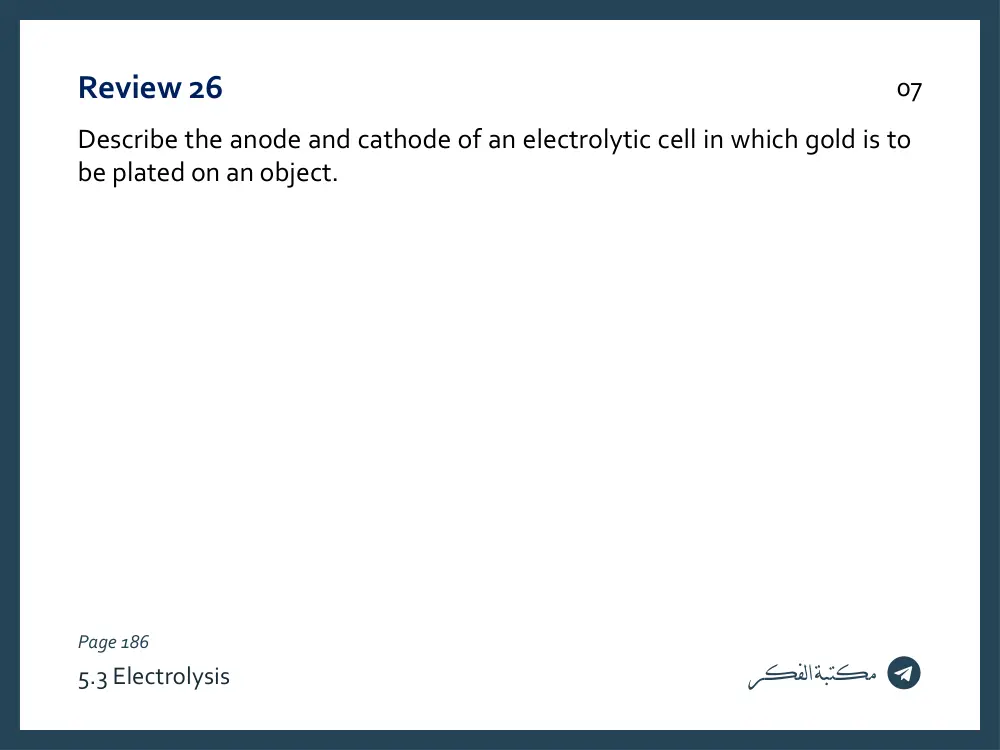 Review 26
07
Describe the anode and cathode of an electrolytic cell in which gold is to
be plated on an object.
Page 186
5.3 Electrolysis
مكتبة الفكر